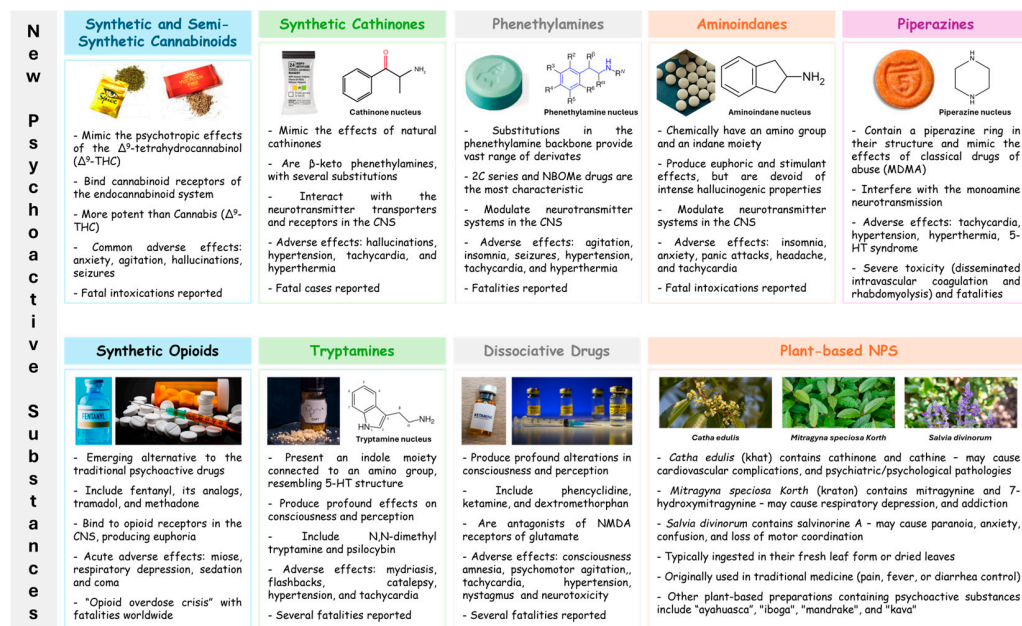 New Psychoactive Substances
Synthetic and Semi-
Synthetic Cannabinoids
- Mimic the psychotropic effects
of the Δ⁹-tetrahydrocannabinol
(Δ⁹-THC)
- Bind cannabinoid receptors of
the endocannabinoid system
- More potent than Cannabis (Δ⁹-
THC)
- Common adverse effects:
anxiety, agitation, hallucinations,
seizures
- Fatal intoxications reported
Synthetic Cathinones
NH₂
O
Cathinone nucleus
- Mimic the effects of natural
cathinones
- Are β-keto phenylamines,
with several substitutions
- Interact with the
neurotransmitter transporters
and receptors in the CNS
- Adverse effects: hallucinations,
hypertension, tachycardia, and
hyperthermia
- Fatal cases reported
Phenethylamines
R² Rβ
R³ H
N
Rᴺ
Rα
R⁴ R⁶
R⁵
Phenethylamine nucleus
- Substitutions in the
phenethylamine backbone provide
vast range of derivates
- 2C series and NBOMe drugs are
the most characteristic
- Modulate neurotransmitter
systems in the CNS
- Adverse effects: agitation,
insomnia, seizures, hypertension,
tachycardia, and hyperthermia
- Fatalities reported
Aminoindanes
NH₂
Aminoindane nucleus
- Chemically have an amino group
and an indane moiety
- Produce euphoric and stimulant
effects, but are devoid of
intense hallucinogenic properties
- Modulate neurotransmitter
systems in the CNS
- Adverse effects: insomnia,
anxiety, panic attacks, headache,
and tachycardia
- Fatal intoxications reported
Piperazines
5
H
N
N
H
Piperazine nucleus
- Contain a piperazine ring in
their structure and mimic the
effects of classical drugs of
abuse (MDMA)
- Interfere with the monoamine
neurotransmission
- Adverse effects: tachycardia,
hypertension, hyperthermia, 5-
HT syndrome
- Severe toxicity (disseminated
intravascular coagulation and
rhabdomyolysis) and fatalities
Synthetic Opioids
FENTANYL
- Emerging alternative to the
traditional psychoactive drugs
- Include fentanyl, its analogs,
tramadol, and methadone
- Bind to opioid receptors in the
CNS, producing euphoria
- Acute adverse effects: miose,
respiratory depression, sedation
and coma
- "Opioid overdose crisis" with
fatalities worldwide
Tryptamines
NH₂
HN
Tryptamine nucleus
- Present an indole moiety
connected to an amino group,
resembling 5-HT structure
- Produce profound effects on
consciousness and perception
- Include N,N-dimethyl
tryptamine and psilocybin
- Adverse effects: mydriasis,
flashbacks, catalepsy,
hypertension, and tachycardia
- Several fatalities reported
Dissociative Drugs
KETAMINE
- Produce profound alterations in
consciousness and perception
- Include phencyclidine,
ketamine, and dextromethorphan
- Are antagonists of NMDA
receptors of glutamate
- Adverse effects: consciousness
amnesia, psychomotor agitation,,
tachycardia, hypertension,
nystagmus and neurotoxicity
- Several fatalities reported
Plant-based NPS
Catha edulis
Mitragyna speciosa Korth
Salvia divinorum
- Catha edulis (khat) contains cathinone and cathine – may cause
cardiovascular complications, and psychiatric/psychological pathologies
- Mitragyna speciosa Korth (kraton) contains mitragynine and 7-
hydroxymitragynine – may cause respiratory depression, and addiction
- Salvia divinorum contains salvinorine A – may cause paranoia, anxiety,
confusion, and loss of motor coordination
- Typically ingested in their fresh leaf form or dried leaves
- Originally used in traditional medicine (pain, fever, or diarrhea control)
- Other plant-based preparations containing psychoactive substances
include "ayahuasca", "iboga", "mandrake", and "kava"